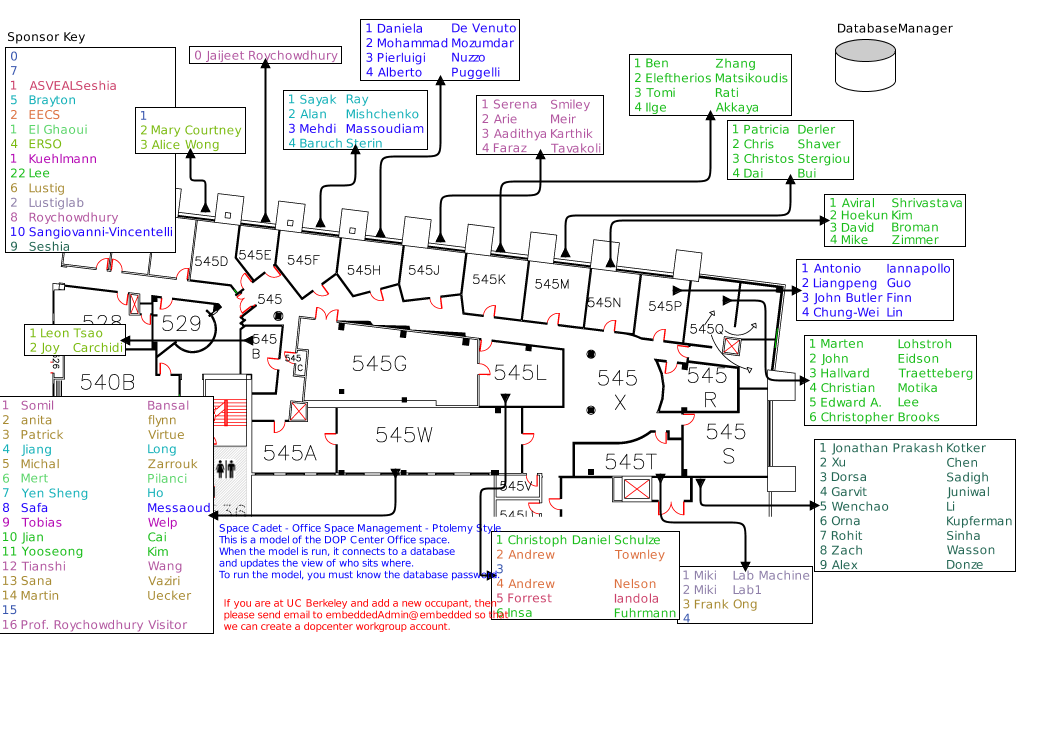 Sponsor Key
0
7
1 ASVEALSeshia
5 Brayton
2 EECS
1 El Ghaoui
4 ERSO
1 Kuehlmann
22 Lee
6 Lustig
2 Lustiglab
8 Roychowdhury
10 Sangiovanni-Vincentelli
9 Seshia
1
2 Mary Courtney
3 Alice Wong
0 Jaijeet Roychowdhury
1 Daniela De Venuto
2 Mohammad Mozumdar
3 Pierluigi Nuzzo
4 Alberto Puggelli
1 Sayak Ray
2 Alan Mishchenko
3 Mehdi Massoudiam
4 Baruch Sterin
1 Serena Smiley
2 Arie Meir
3 Aadithya Karthik
4 Faraz Tavakoli
1 Ben Zhang
2 Eleftherios Matsikoudis
3 Tomi Rati
4 Ilge Akkaya
DatabaseManager
1 Patricia Derler
2 Chris Shaver
3 Christos Stergiou
4 Dai Bui
1 Aviral Shrivastava
2 Hoekun Kim
3 David Broman
4 Mike Zimmer
1 Antonio Iannapollo
2 Liangpeng Guo
3 John Butler Finn
4 Chung-Wei Lin
1 Marten Lohstroh
2 John Eidson
3 Hallvard Traetteberg
4 Christian Motika
5 Edward A. Lee
6 Christopher Brooks
1 Jonathan Prakash Kotker
2 Xu Chen
3 Dorsa Sadigh
4 Garvit Juniwal
5 Wenchao Li
6 Orna Kupferman
7 Rohit Sinha
8 Zach Wasson
9 Alex Donze
545D
545E
545F
545H
545J
545K
545M
545N
545P
545Q
545
528
529
1 Leon Tsao
2 Joy Carchidi
545
B
545
C
540B
545G
545L
545
X
545
R
545
S
545A
545W
545T
545V
545U
1 Somil Bansal
2 anita flynn
3 Patrick Virtue
4 Jiang Long
5 Michal Zarrouk
6 Mert Pilanci
7 Yen Sheng Ho
8 Safa Messaoud
9 Tobias Welp
10 Jian Cai
11 Yooseong Kim
12 Tianshi Wang
13 Sana Vaziri
14 Martin Uecker
15
16 Prof. Roychowdhury Visitor
Space Cadet - Office Space Management - Ptolemy Style
This is a model of the DOP Center Office space.
When the model is run, it connects to a database
and updates the view of who sits where.
To run the model, you must know the database password.
If you are at UC Berkeley and add a new occupant, then
please send email to embeddedAdmin@embedded so that
we can create a dopcenter workgroup account.
1 Christoph Daniel Schulze
2 Andrew Townley
3
4 Andrew Nelson
5 Forrest Iandola
6 Insa Fuhrmann
1 Miki Lab Machine
2 Miki Lab1
3 Frank Ong
4